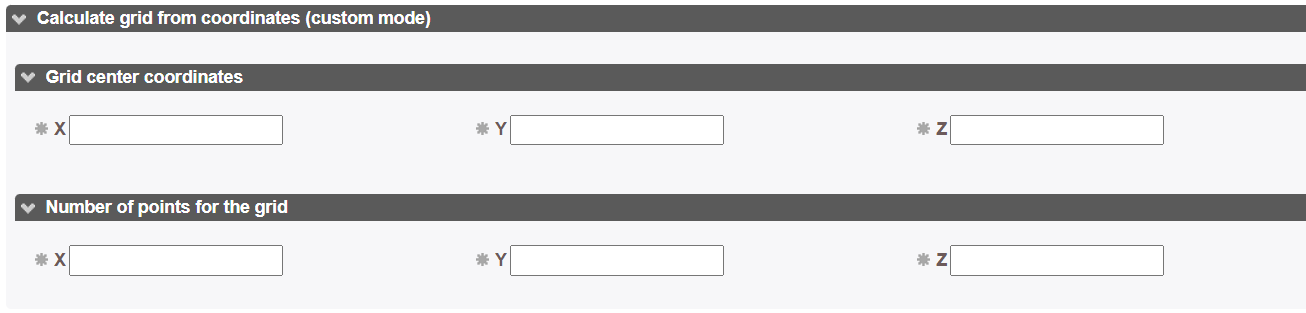 Calculate grid from coordinates (custom mode)
Grid center coordinates
* X * Y * Z
Number of points for the grid
* X * Y * Z